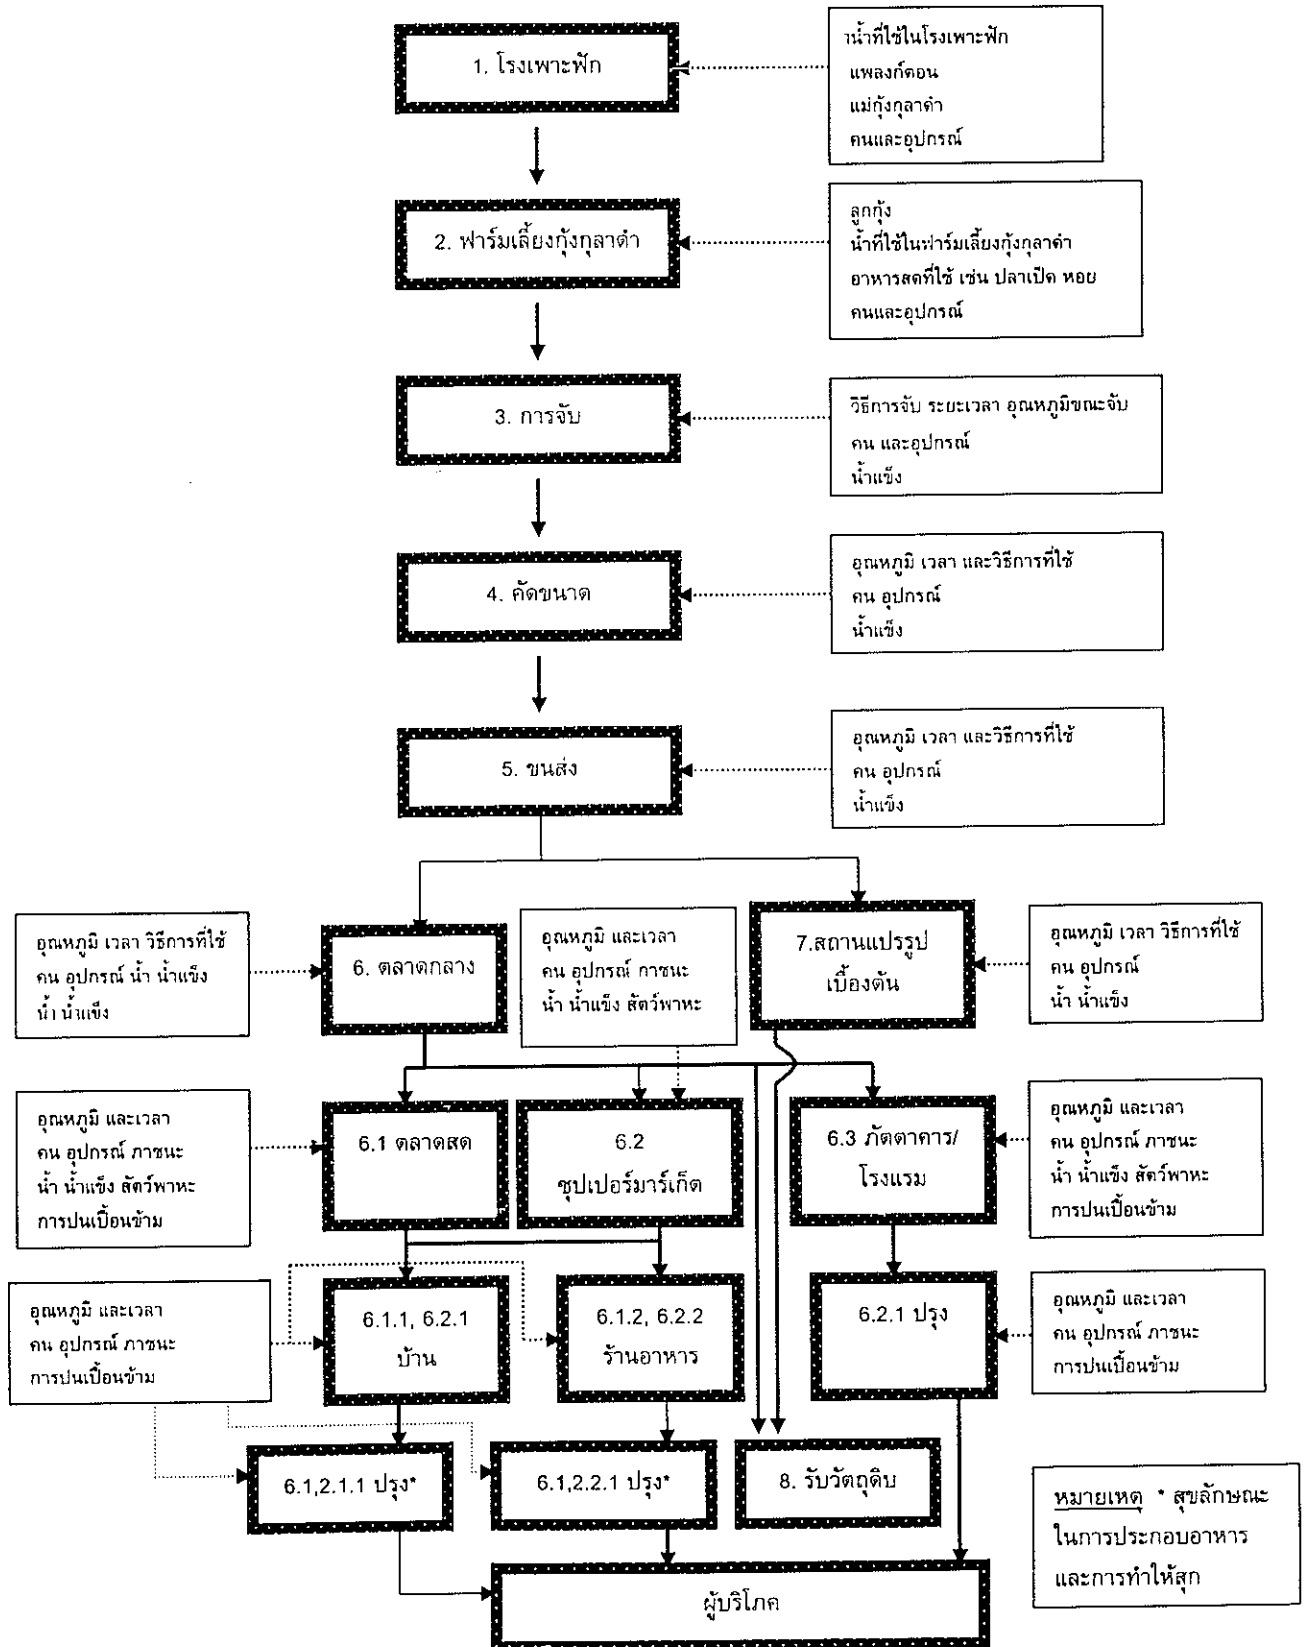 1. โรงเพาะฟัก
าน้ำที่ใช้ในโรงเพาะฟัก
แพลงก์ตอน
แม่กุ้งกุลาดำ
คนและอุปกรณ์
2. ฟาร์มเลี้ยงกุ้งกุลาดำ
ลูกกุ้ง
น้ำที่ใช้ในฟาร์มเลี้ยงกุ้งกุลาดำ
อาหารสดที่ใช้ เช่น ปลาเป็ด หอย
คนและอุปกรณ์
3. การจับ
วิธีการจับ ระยะเวลา อุณหภูมิขณะจับ
คน และอุปกรณ์
น้ำแข็ง
4. คัดขนาด
อุณหภูมิ เวลา และวิธีการที่ใช้
คน อุปกรณ์
น้ำแข็ง
5. ขนส่ง
อุณหภูมิ เวลา และวิธีการที่ใช้
คน อุปกรณ์
น้ำแข็ง
อุณหภูมิ เวลา วิธีการที่ใช้
คน อุปกรณ์ น้ำ น้ำแข็ง
น้ำ น้ำแข็ง
6. ตลาดกลาง
อุณหภูมิ และเวลา
คน อุปกรณ์ ภาชนะ
น้ำ น้ำแข็ง สัตว์พาหะ
7.สถานแปรรูป
เบื้องต้น
อุณหภูมิ เวลา วิธีการที่ใช้
คน อุปกรณ์
น้ำ น้ำแข็ง
อุณหภูมิ และเวลา
คน อุปกรณ์ ภาชนะ
น้ำ น้ำแข็ง สัตว์พาหะ
การปนเปื้อนข้าม
6.1 ตลาดสด
6.2
ซุปเปอร์มาร์เก็ต
6.3 ภัตตาคาร/
โรงแรม
อุณหภูมิ และเวลา
คน อุปกรณ์ ภาชนะ
น้ำ น้ำแข็ง สัตว์พาหะ
การปนเปื้อนข้าม
อุณหภูมิ และเวลา
คน อุปกรณ์ ภาชนะ
การปนเปื้อนข้าม
6.1.1, 6.2.1
บ้าน
6.1.2, 6.2.2
ร้านอาหาร
6.2.1 ปรุง
อุณหภูมิ และเวลา
คน อุปกรณ์ ภาชนะ
การปนเปื้อนข้าม
6.1,2.1.1 ปรุง*
6.1,2.2.1 ปรุง*
8. รับวัตถุดิบ
หมายเหตุ * สุขลักษณะ
ในการประกอบอาหาร
และการทำให้สุก
ผู้บริโภค